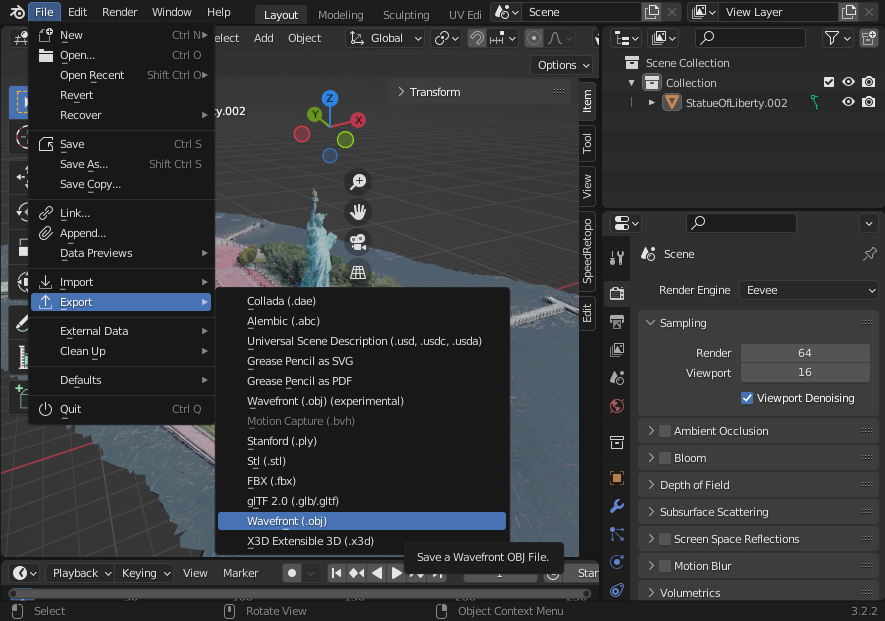 File Edit Render Window Help Layout Modeling Sculpting UV Edi Scene View Layer
New Ctrl N
Open... Ctrl O
Open Recent Shift Ctrl O
Revert
Recover
Save Ctrl S
Save As... Shift Ctrl S
Save Copy...
Link...
Append...
Data Previews
Import
Export
External Data
Clean Up
Defaults
Quit Ctrl Q
Collada (.dae)
Alembic (.abc)
Universal Scene Description (.usd, .usdc, .usda)
Grease Pencil as SVG
Grease Pencil as PDF
Wavefront (.obj) (experimental)
Motion Capture (.bvh)
Stanford (.ply)
Stl (.stl)
FBX (.fbx)
glTF 2.0 (.glb/.gltf)
Wavefront (.obj)
X3D Extensible 3D (.x3d)
Save a Wavefront OBJ File.
elect Add Object Global
Options
ty.002
Transform
Z
Y
X
Item
Tool
View
SpeedRetopo
Edit
Scene Collection
Collection
StatueOfLiberty.002
Scene
Render Engine Eevee
Sampling
Render 64
Viewport 16
Viewport Denoising
Ambient Occlusion
Bloom
Depth of Field
Subsurface Scattering
Screen Space Reflections
Motion Blur
Volumetrics
Playback Keying View Marker 1 Star
Select Rotate View Object Context Menu 3.2.2